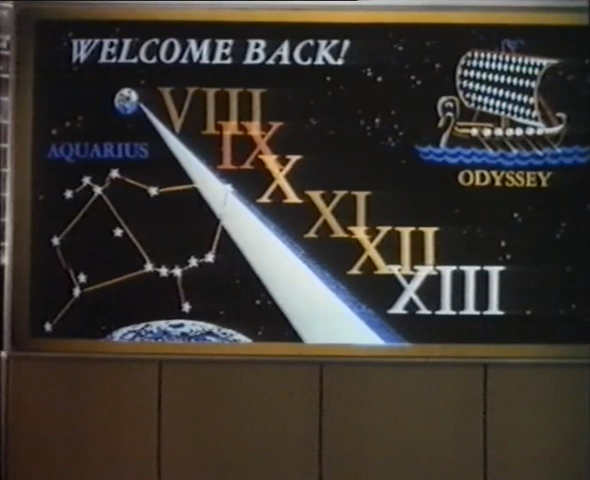 WELCOME BACK!
VIII
IX
X
XI
XII
XIII
AQUARIUS
ODYSSEY